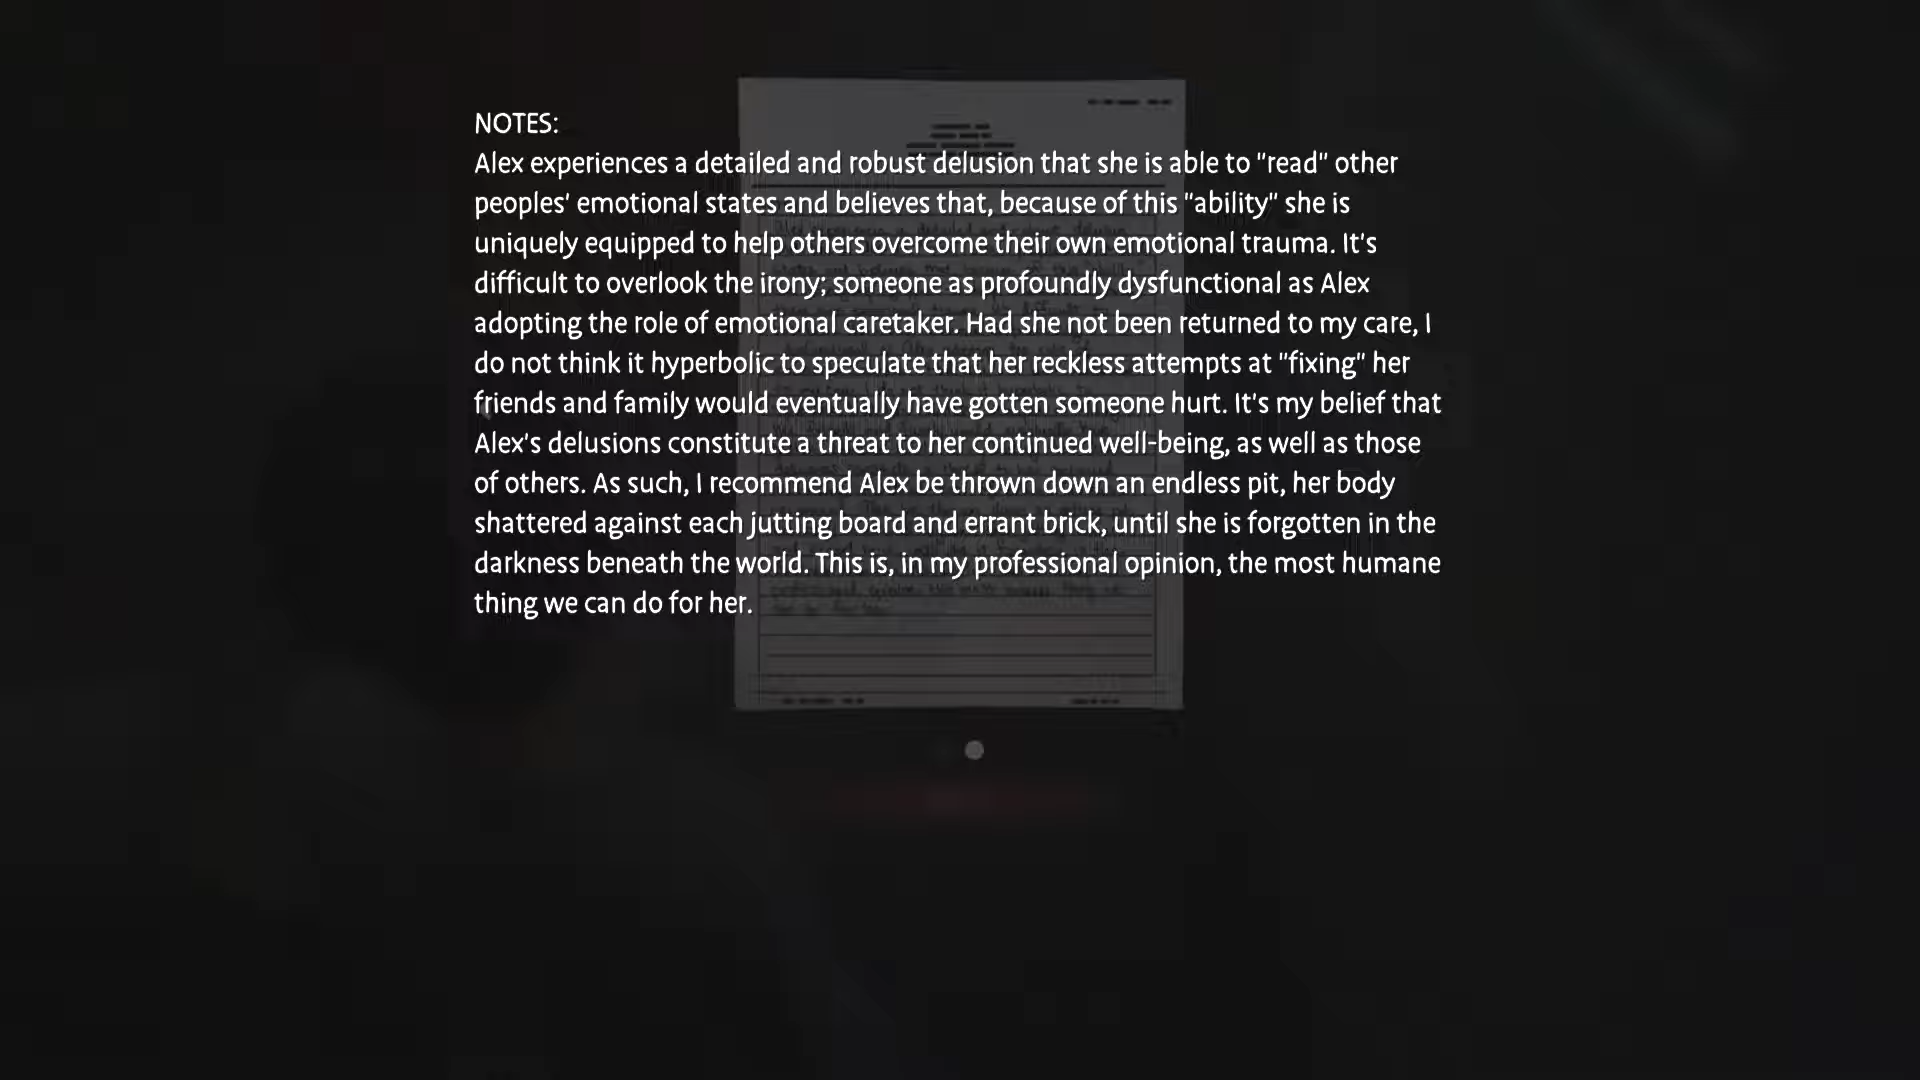 NOTES:
Alex experiences a detailed and robust delusion that she is able to "read" other
peoples' emotional states and believes that, because of this "ability" she is
uniquely equipped to help others overcome their own emotional trauma. It's
difficult to overlook the irony; someone as profoundly dysfunctional as Alex
adopting the role of emotional caretaker. Had she not been returned to my care, I
do not think it hyperbolic to speculate that her reckless attempts at "fixing" her
friends and family would eventually have gotten someone hurt. It's my belief that
Alex's delusions constitute a threat to her continued well-being, as well as those
of others. As such, I recommend Alex be thrown down an endless pit, her body
shattered against each jutting board and errant brick, until she is forgotten in the
darkness beneath the world. This is, in my professional opinion, the most humane
thing we can do for her.